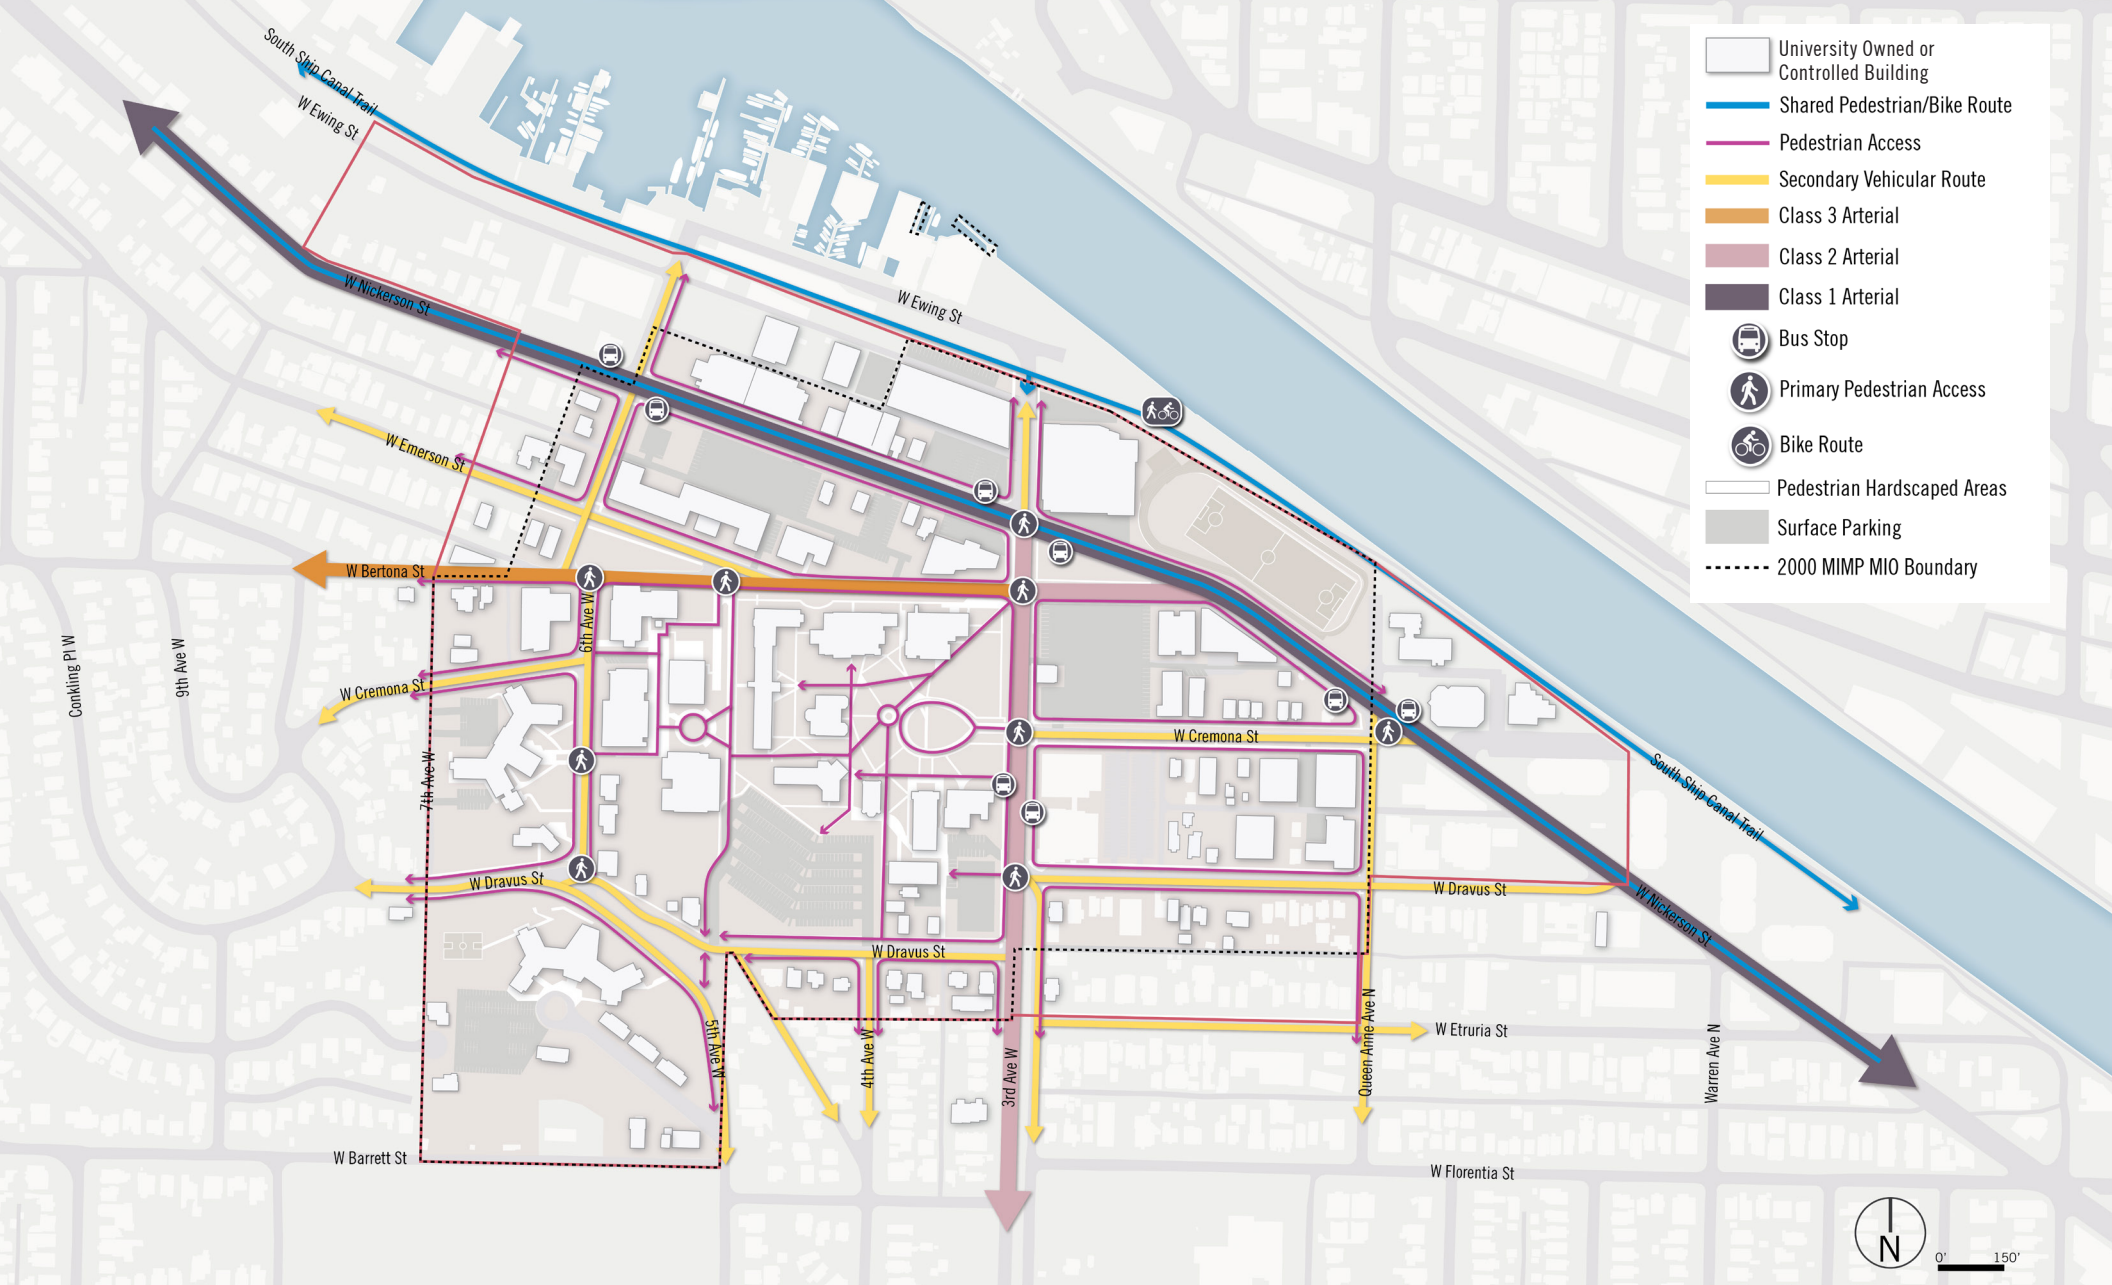 South Ship Canal Trail
W Ewing St
W Nickerson St
W Ewing St
W Emerson St
W Bertona St
6th Ave W
Conkling Pl W
9th Ave W
W Cremona St
7th Ave W
W Cremona St
W Dravus St
W Dravus St
W Dravus St
South Ship Canal Trail
W Nickerson St
5th Ave W
4th Ave W
3rd Ave W
Queen Anne Ave N
W Etruria St
Warren Ave N
W Barrett St
W Florentia St
University Owned or
Controlled Building
Shared Pedestrian/Bike Route
Pedestrian Access
Secondary Vehicular Route
Class 3 Arterial
Class 2 Arterial
Class 1 Arterial
Bus Stop
Primary Pedestrian Access
Bike Route
Pedestrian Hardscaped Areas
Surface Parking
2000 MIMP MIO Boundary
N
0' 150'